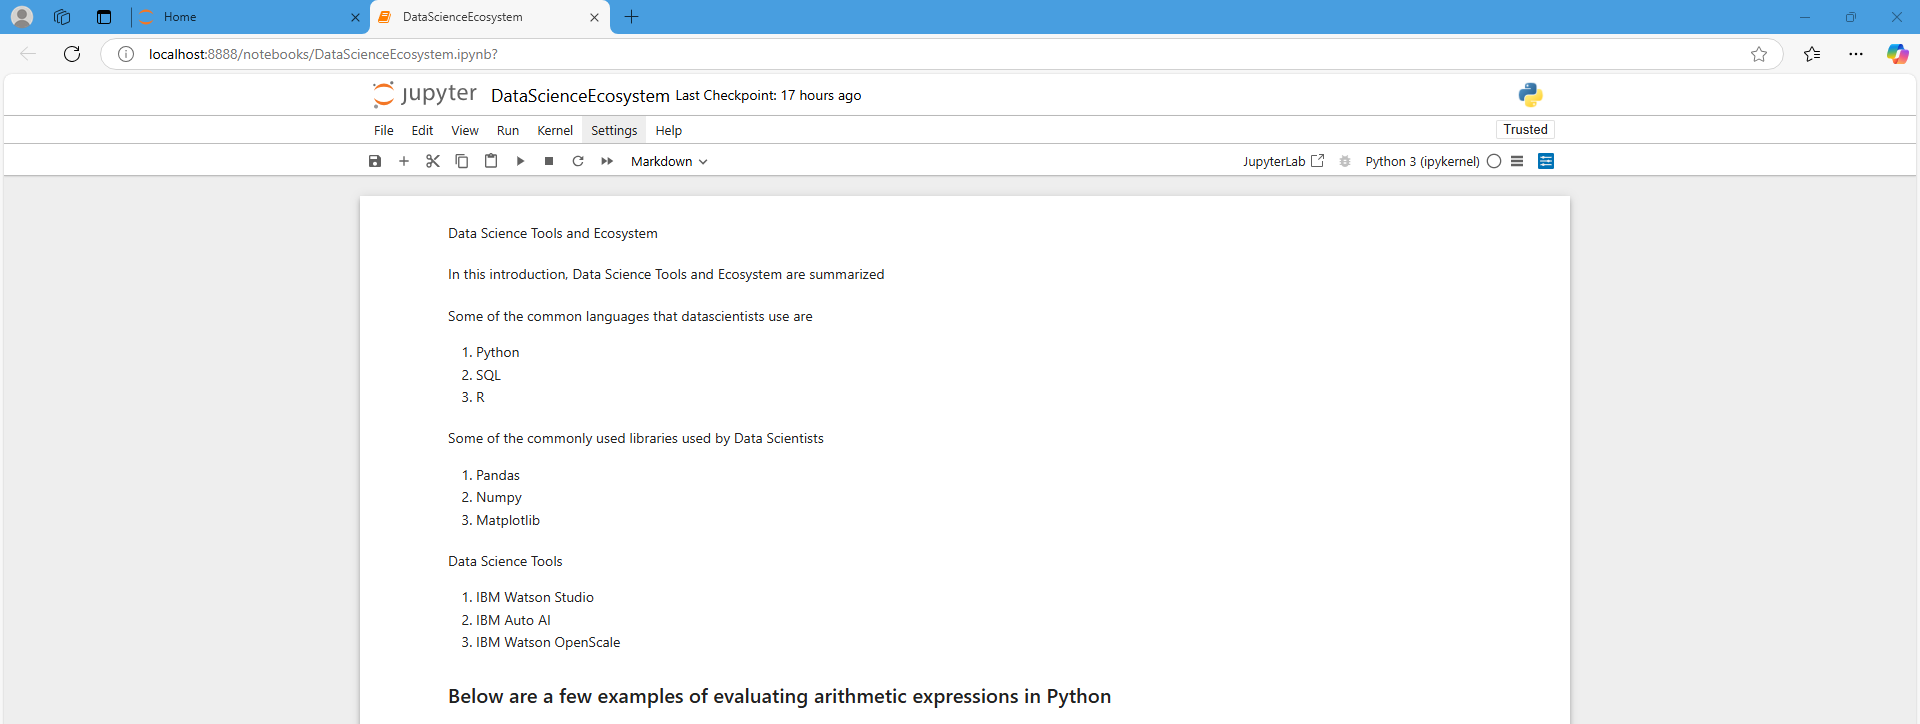 Home
DataScienceEcosystem
localhost:8888/notebooks/DataScienceEcosystem.ipynb?
jupyter DataScienceEcosystem Last Checkpoint: 17 hours ago
File Edit View Run Kernel Settings Help Trusted
Markdown JupyterLab Python 3 (ipykernel)
Data Science Tools and Ecosystem
In this introduction, Data Science Tools and Ecosystem are summarized
Some of the common languages that datascientists use are
1. Python
2. SQL
3. R
Some of the commonly used libraries used by Data Scientists
1. Pandas
2. Numpy
3. Matplotlib
Data Science Tools
1. IBM Watson Studio
2. IBM Auto AI
3. IBM Watson OpenScale
Below are a few examples of evaluating arithmetic expressions in Python